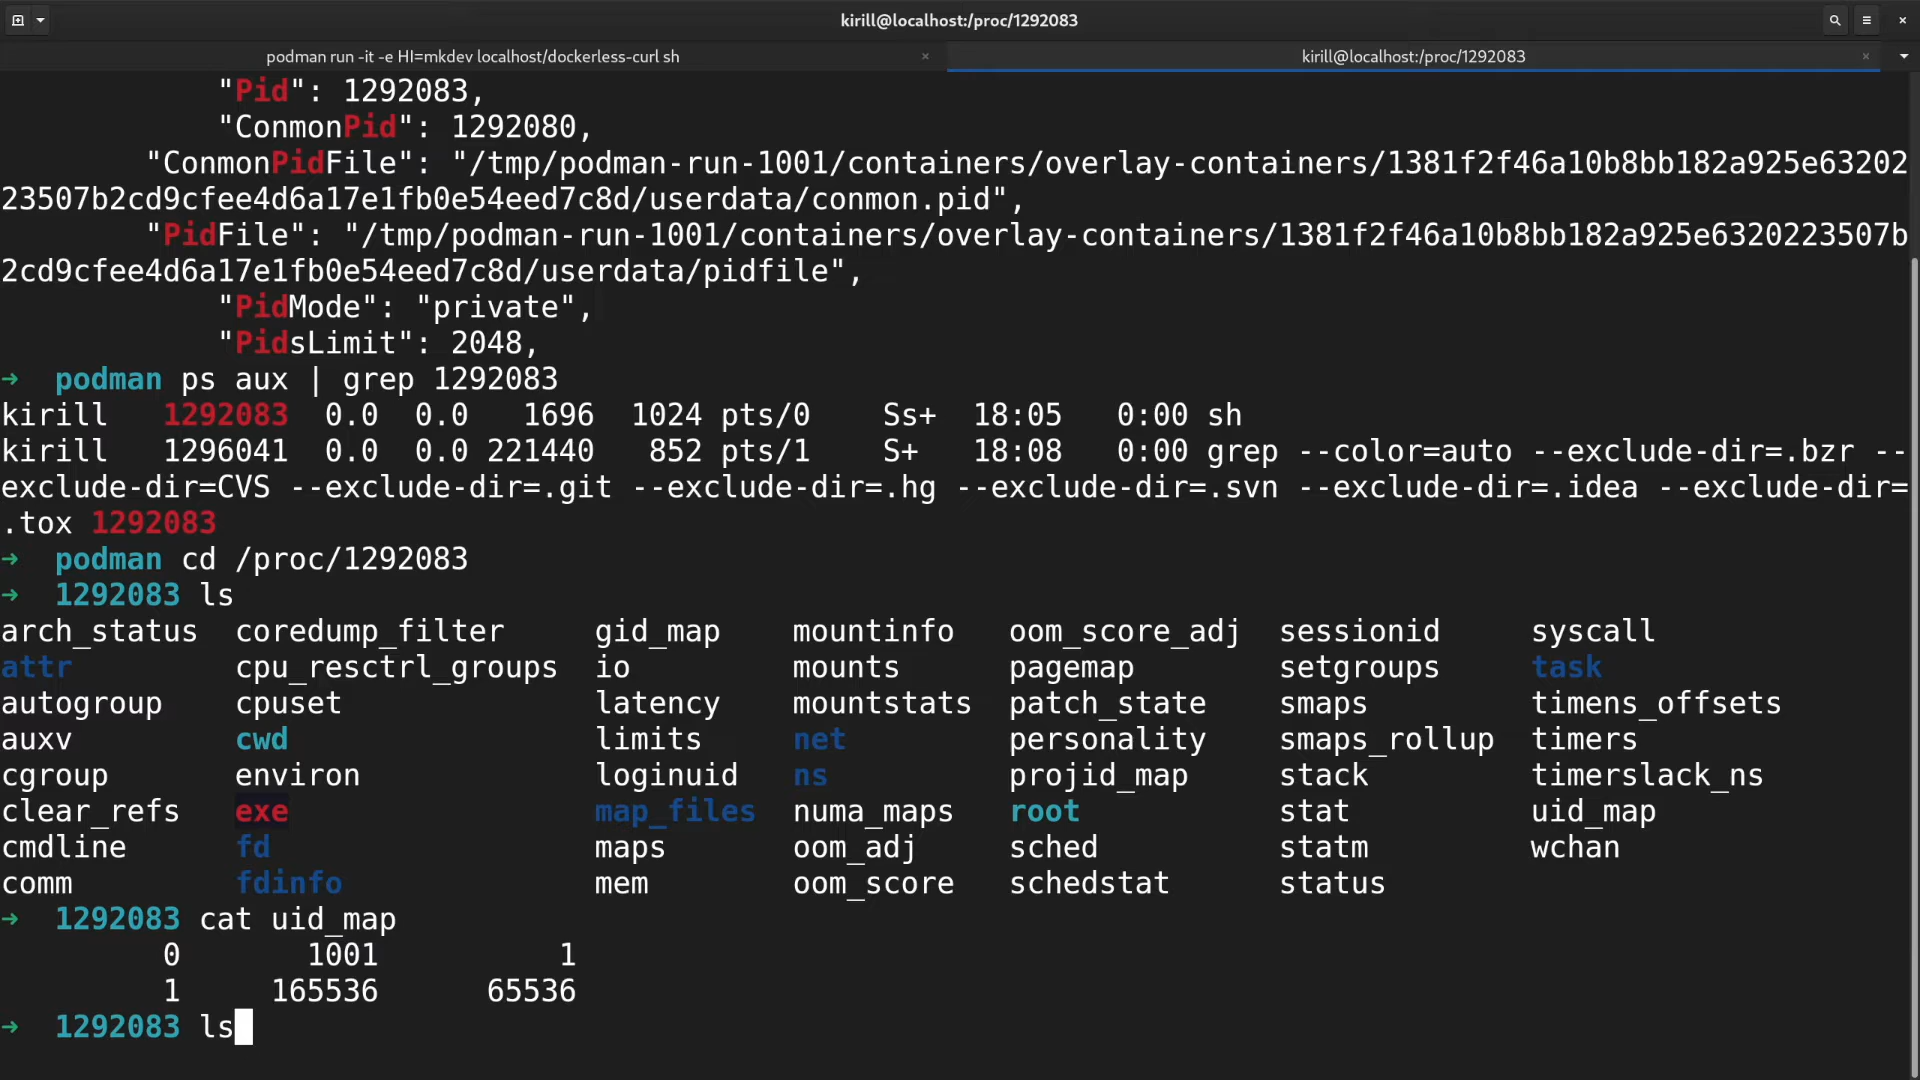 kirill@localhost:/proc/1292083
podman run -it -e HI=mkdev localhost/dockerless-curl sh
kirill@localhost:/proc/1292083
"Pid": 1292083,
"ConmonPid": 1292080,
"ConmonPidFile": "/tmp/podman-run-1001/containers/overlay-containers/1381f2f46a10b8bb182a925e63202
23507b2cd9cfee4d6a17e1fb0e54eed7c8d/userdata/conmon.pid",
"PidFile": "/tmp/podman-run-1001/containers/overlay-containers/1381f2f46a10b8bb182a925e6320223507b
2cd9cfee4d6a17e1fb0e54eed7c8d/userdata/pidfile",
"PidMode": "private",
"PidsLimit": 2048,
→ podman ps aux | grep 1292083
kirill 1292083 0.0 0.0 1696 1024 pts/0 Ss+ 18:05 0:00 sh
kirill 1296041 0.0 0.0 221440 852 pts/1 S+ 18:08 0:00 grep --color=auto --exclude-dir=.bzr --
exclude-dir=CVS --exclude-dir=.git --exclude-dir=.hg --exclude-dir=.svn --exclude-dir=.idea --exclude-dir=
.tox 1292083
→ podman cd /proc/1292083
→ 1292083 ls
arch_status coredump_filter gid_map mountinfo oom_score_adj sessionid syscall
attr cpu_resctrl_groups io mounts pagemap setgroups task
autogroup cpuset latency mountstats patch_state smaps timens_offsets
auxv cwd limits net personality smaps_rollup timers
cgroup environ loginuid ns projid_map stack timerslack_ns
clear_refs exe map_files numa_maps root stat uid_map
cmdline fd maps oom_adj sched statm wchan
comm fdinfo mem oom_score schedstat status
→ 1292083 cat uid_map
0 1001 1
1 165536 65536
→ 1292083 ls